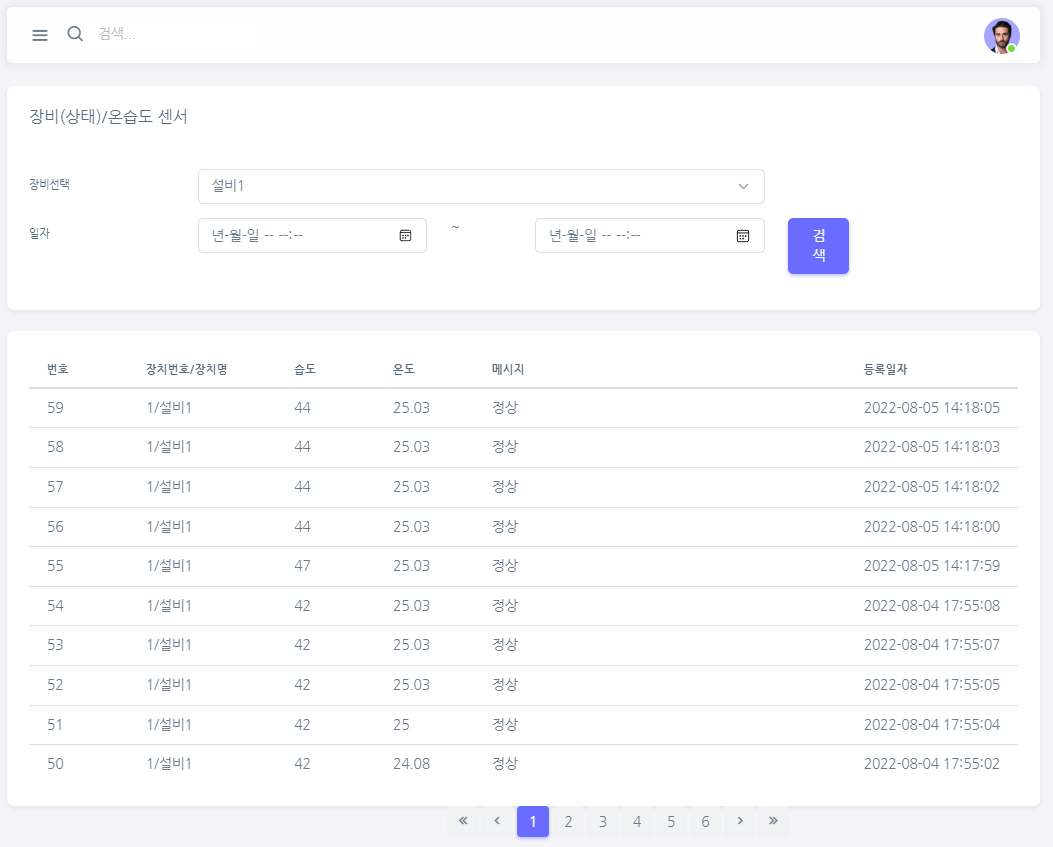 검색...
장비(상태)/온습도 센서
장비선택 설비1
일자 년-월-일 -- --:-- ~ 년-월-일 -- --:-- 검
색
번호 장치번호/장치명 습도 온도 메시지 등록일자
59 1/설비1 44 25.03 정상 2022-08-05 14:18:05
58 1/설비1 44 25.03 정상 2022-08-05 14:18:03
57 1/설비1 44 25.03 정상 2022-08-05 14:18:02
56 1/설비1 44 25.03 정상 2022-08-05 14:18:00
55 1/설비1 47 25.03 정상 2022-08-05 14:17:59
54 1/설비1 42 25.03 정상 2022-08-04 17:55:08
53 1/설비1 42 25.03 정상 2022-08-04 17:55:07
52 1/설비1 42 25.03 정상 2022-08-04 17:55:05
51 1/설비1 42 25 정상 2022-08-04 17:55:04
50 1/설비1 42 24.08 정상 2022-08-04 17:55:02
« ‹ 1 2 3 4 5 6 › »